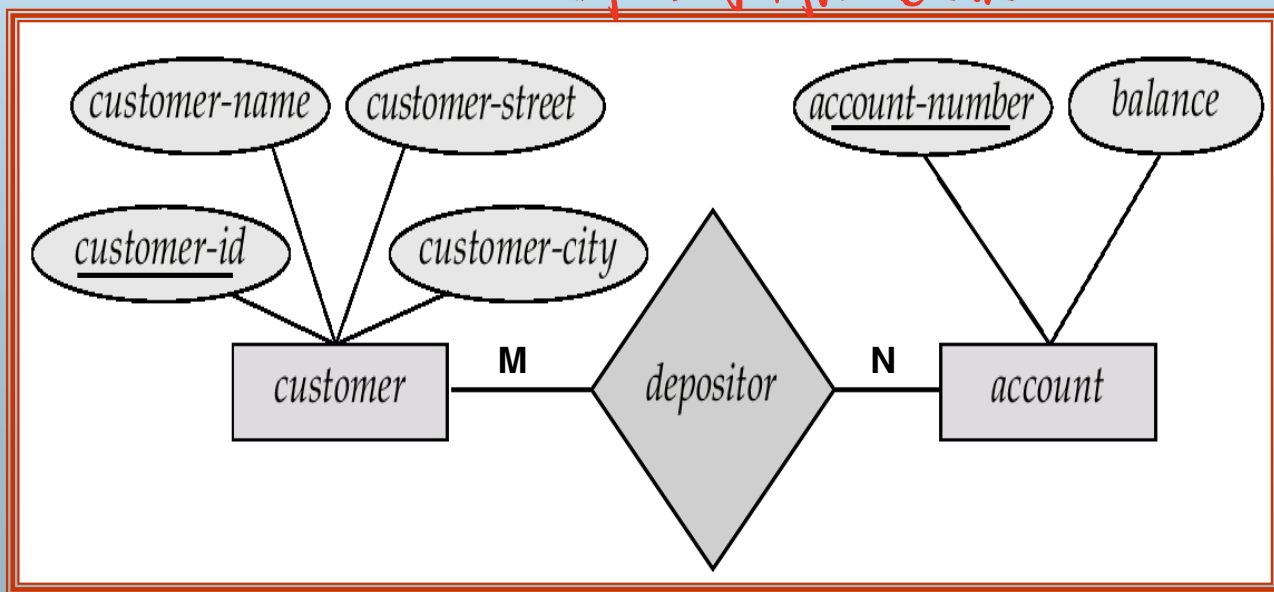 customer-name customer-street account-number balance
customer-id customer-city
customer M depositor N account